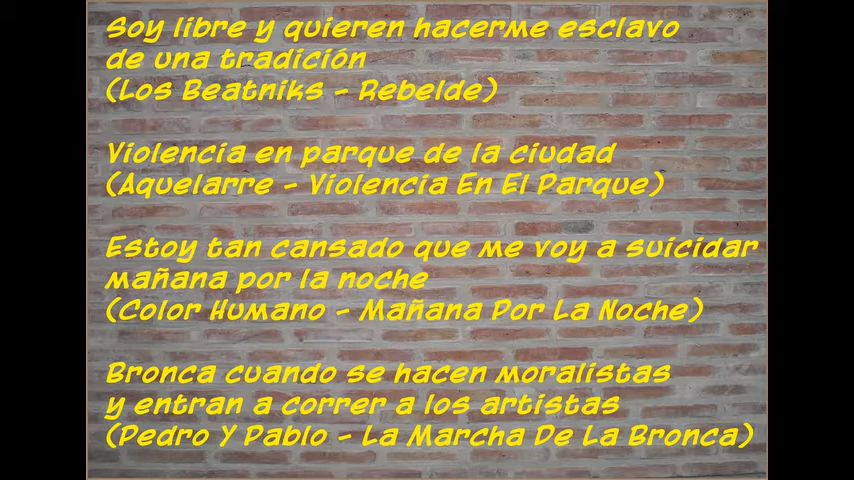 Soy libre y quieren hacerme esclavo
de una tradición
(Los Beatniks - Rebelde)
Violencia en parque de la ciudad
(Aquelarre - Violencia En El Parque)
Estoy tan cansado que me voy a suicidar
mañana por la noche
(Color Humano - Mañana Por La Noche)
Bronca cuando se hacen moralistas
y entran a correr a los artistas
(Pedro Y Pablo - La Marcha De La Bronca)